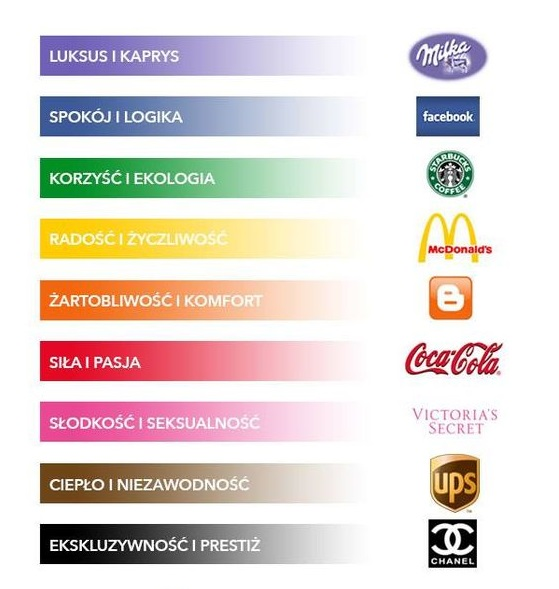 LUKSUS I KAPRYS
Milka
SPOKÓJ I LOGIKA
facebook
KORZYŚĆ I EKOLOGIA
STARBUCKS
COFFEE
RADOŚĆ I ŻYCZLIWOŚĆ
McDonald's
ŻARTOBLIWOŚĆ I KOMFORT
B
SIŁA I PASJA
Coca-Cola
SŁODKOŚĆ I SEKSUALNOŚĆ
VICTORIA'S
SECRET
CIEPŁO I NIEZAWODNOŚĆ
ups
EKSKLUZYWNOŚĆ I PRESTIŻ
CHANEL